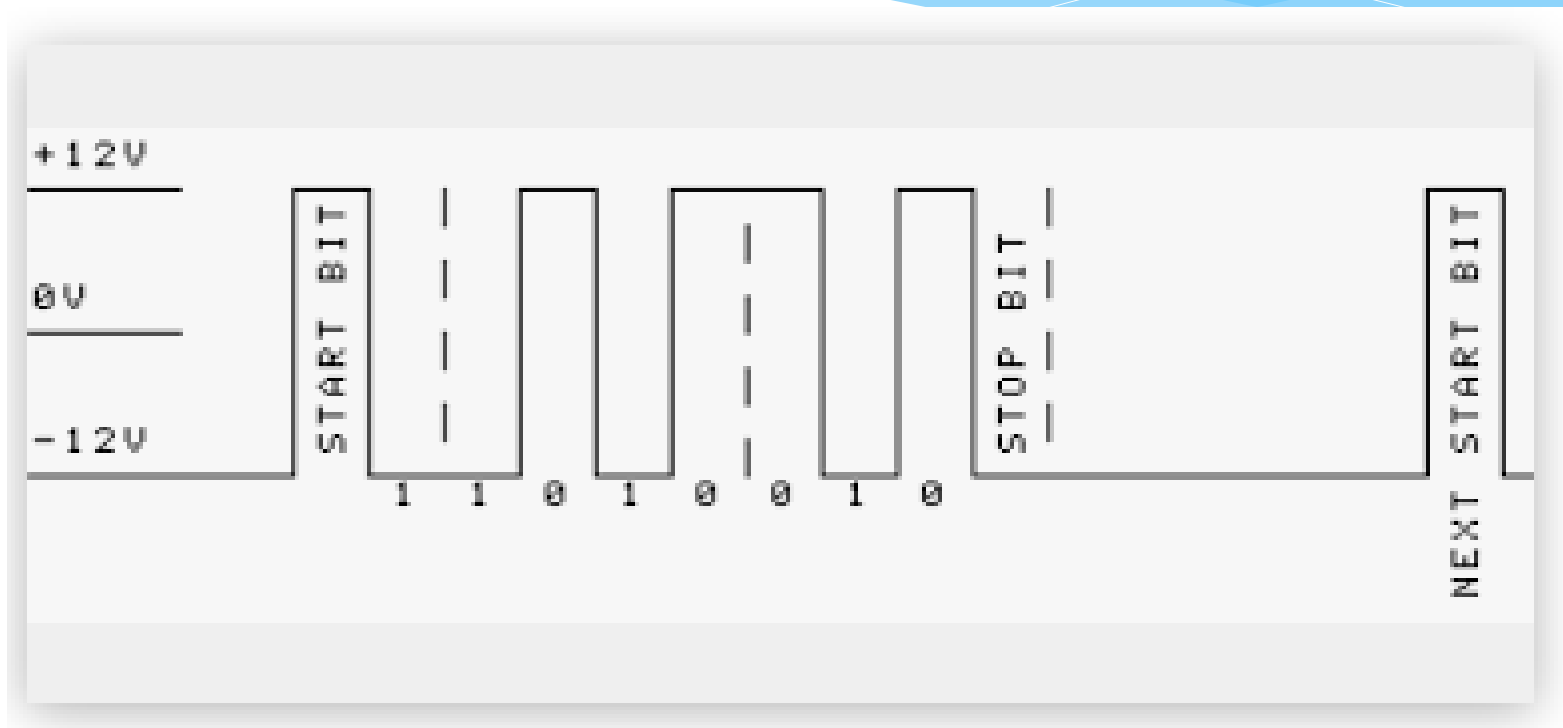 +12V
0V
-12V
START BIT
1 1 0 1 0 0 1 0
STOP BIT
NEXT START BIT